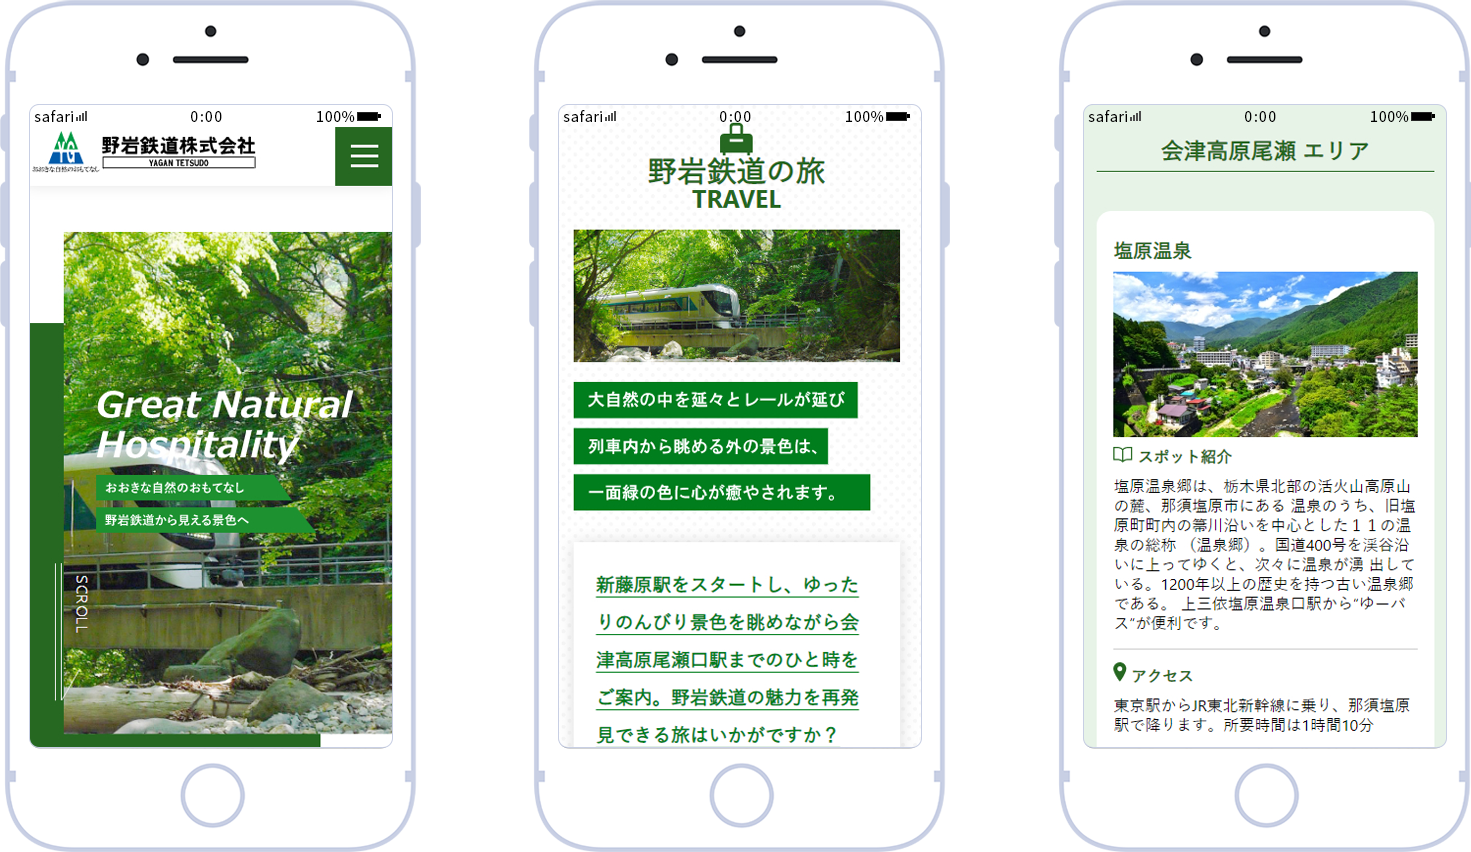 safari 0:00 100%
おおきな自然のおもてなし
野岩鉄道株式会社
YAGAN TETSUDO
Great Natural
Hospitality
おおきな自然のおもてなし
野岩鉄道から見える景色へ
SCROLL
safari 0:00 100%
野岩鉄道の旅
TRAVEL
大自然の中を延々とレールが延び
列車内から眺める外の景色は、
一面緑の色に心が癒やされます。
新藤原駅をスタートし、ゆった
りのんびり景色を眺めながら会
津高原尾瀬口駅までのひと時を
ご案内。野岩鉄道の魅力を再発
見できる旅はいかがですか？
safari 0:00 100%
会津高原尾瀬 エリア
塩原温泉
スポット紹介
塩原温泉郷は、栃木県北部の活火山高原山
の麓、那須塩原市にある 温泉のうち、旧塩
原町町内の箒川沿いを中心とした１１の温
泉の総称 （温泉郷）。国道400号を渓谷沿
いに上ってゆくと、次々に温泉が湧 出して
いる。1200年以上の歴史を持つ古い温泉郷
である。 上三依塩原温泉口駅から“ゆーバ
ス”が便利です。
アクセス
東京駅からJR東北新幹線に乗り、那須塩原
駅で降ります。所要時間は1時間10分